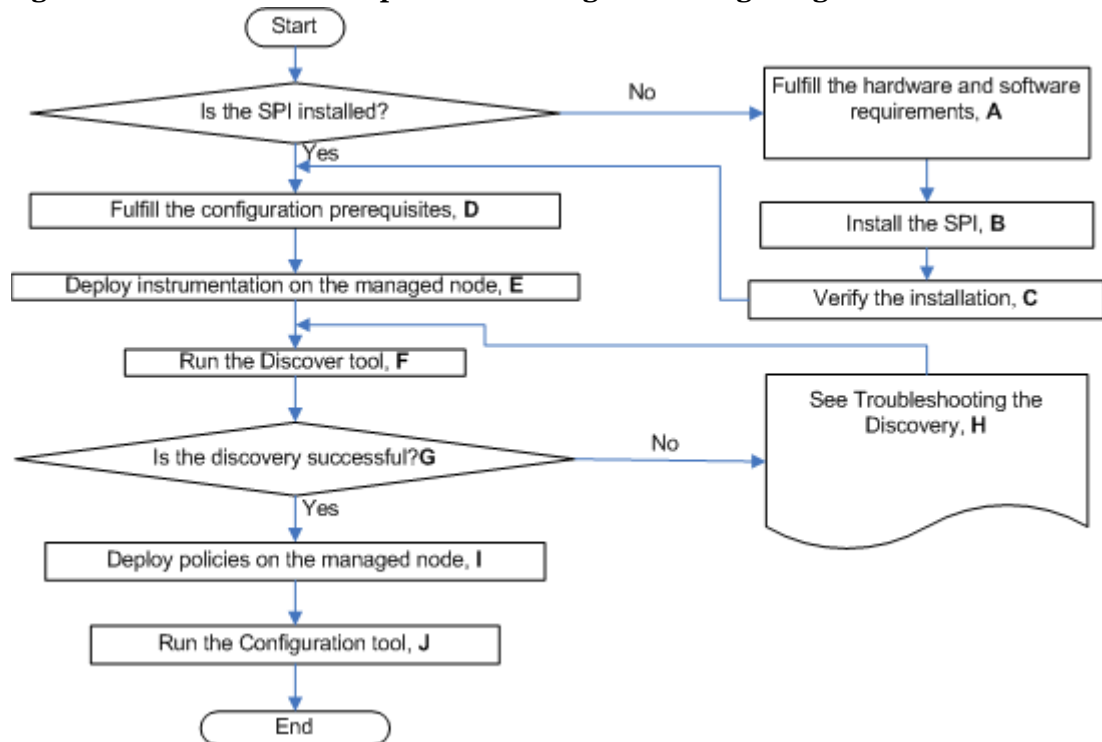 Start
Is the SPI installed?
No
Fulfill the hardware and software
requirements, A
Yes
Fulfill the configuration prerequisites, D
Install the SPI, B
Deploy instrumentation on the managed node, E
Verify the installation, C
Run the Discover tool, F
See Troubleshooting the
Discovery, H
Is the discovery successful?G
No
Yes
Deploy policies on the managed node, I
Run the Configuration tool, J
End